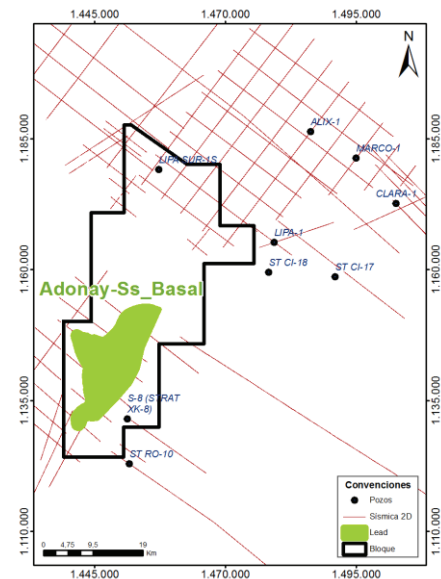 1.445.000 1.470.000 1.495.000
N
1.185.000 1.185.000
ALIX-1
MARCO-1
LIPA SUR-1S
CLARA-1
LIPA-1
1.160.000 1.160.000
ST CI-18
ST CI-17
Adonay-Ss_Basal
1.135.000 1.135.000
S-8 (STRAT
XK-8)
ST RO-10
Convenciones
Pozos
Sísmica 2D
Lead
Bloque
1.110.000 1.110.000
0 4.75 9.5 19
Km
1.445.000 1.470.000 1.495.000